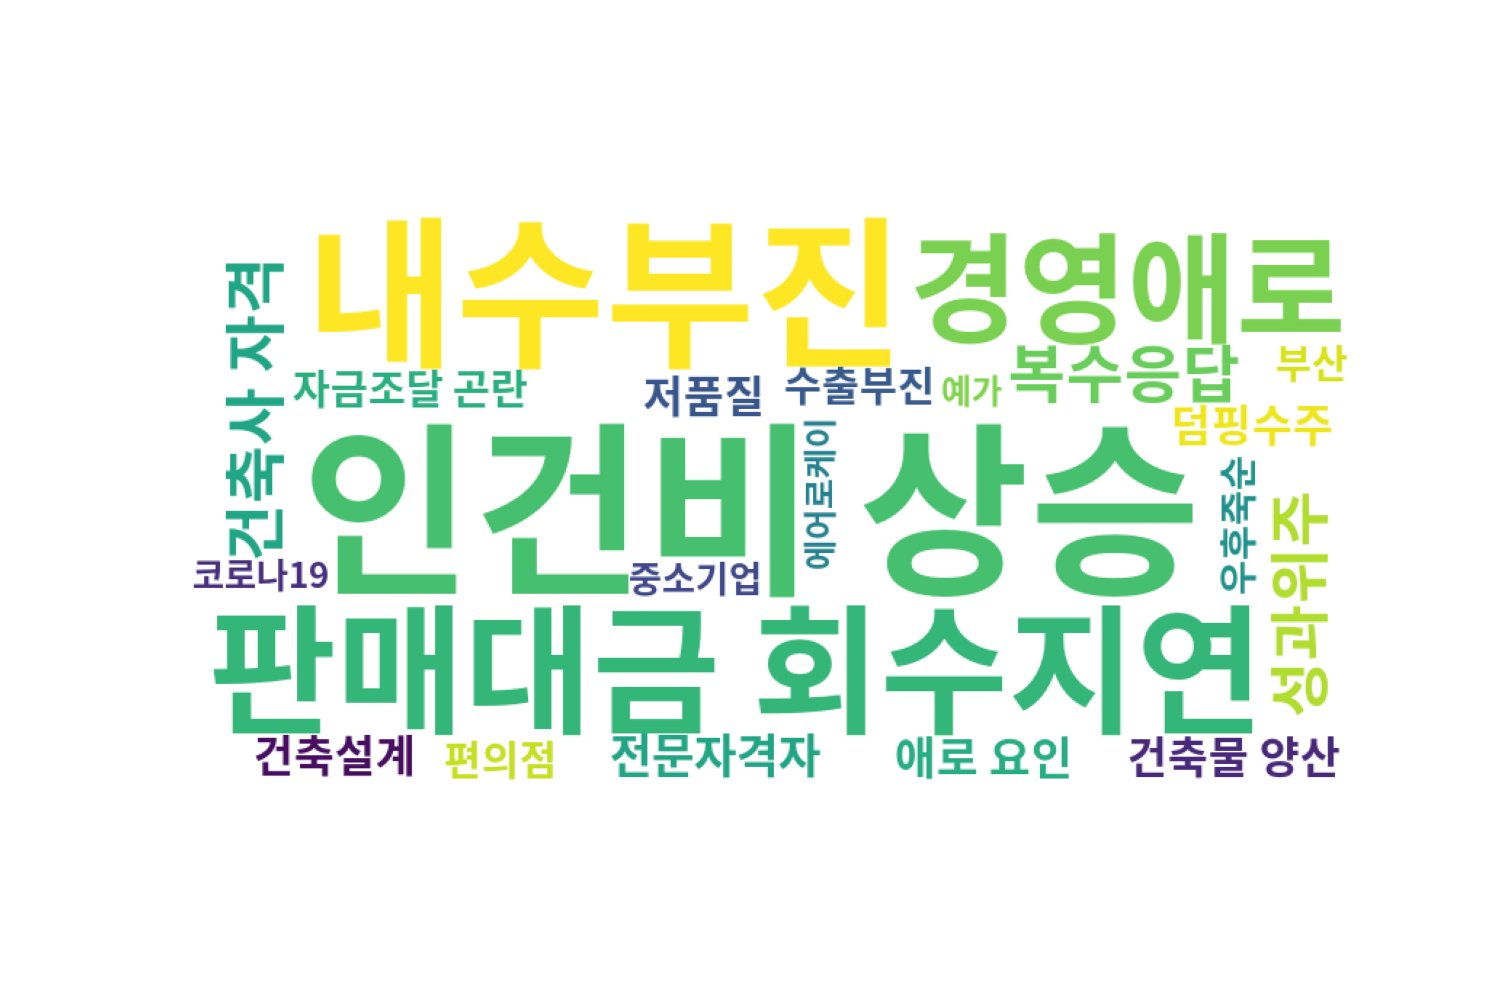 내수부진
경영애로
건축사 자격
자금조달 곤란
저품질
수출부진
예가
복수응답
부산
덤핑수주
인건비 상승
에어로케이
우후죽순
성과위주
코로나19
중소기업
판매대금 회수지연
건축설계
편의점
전문자격자
애로 요인
건축물 양산